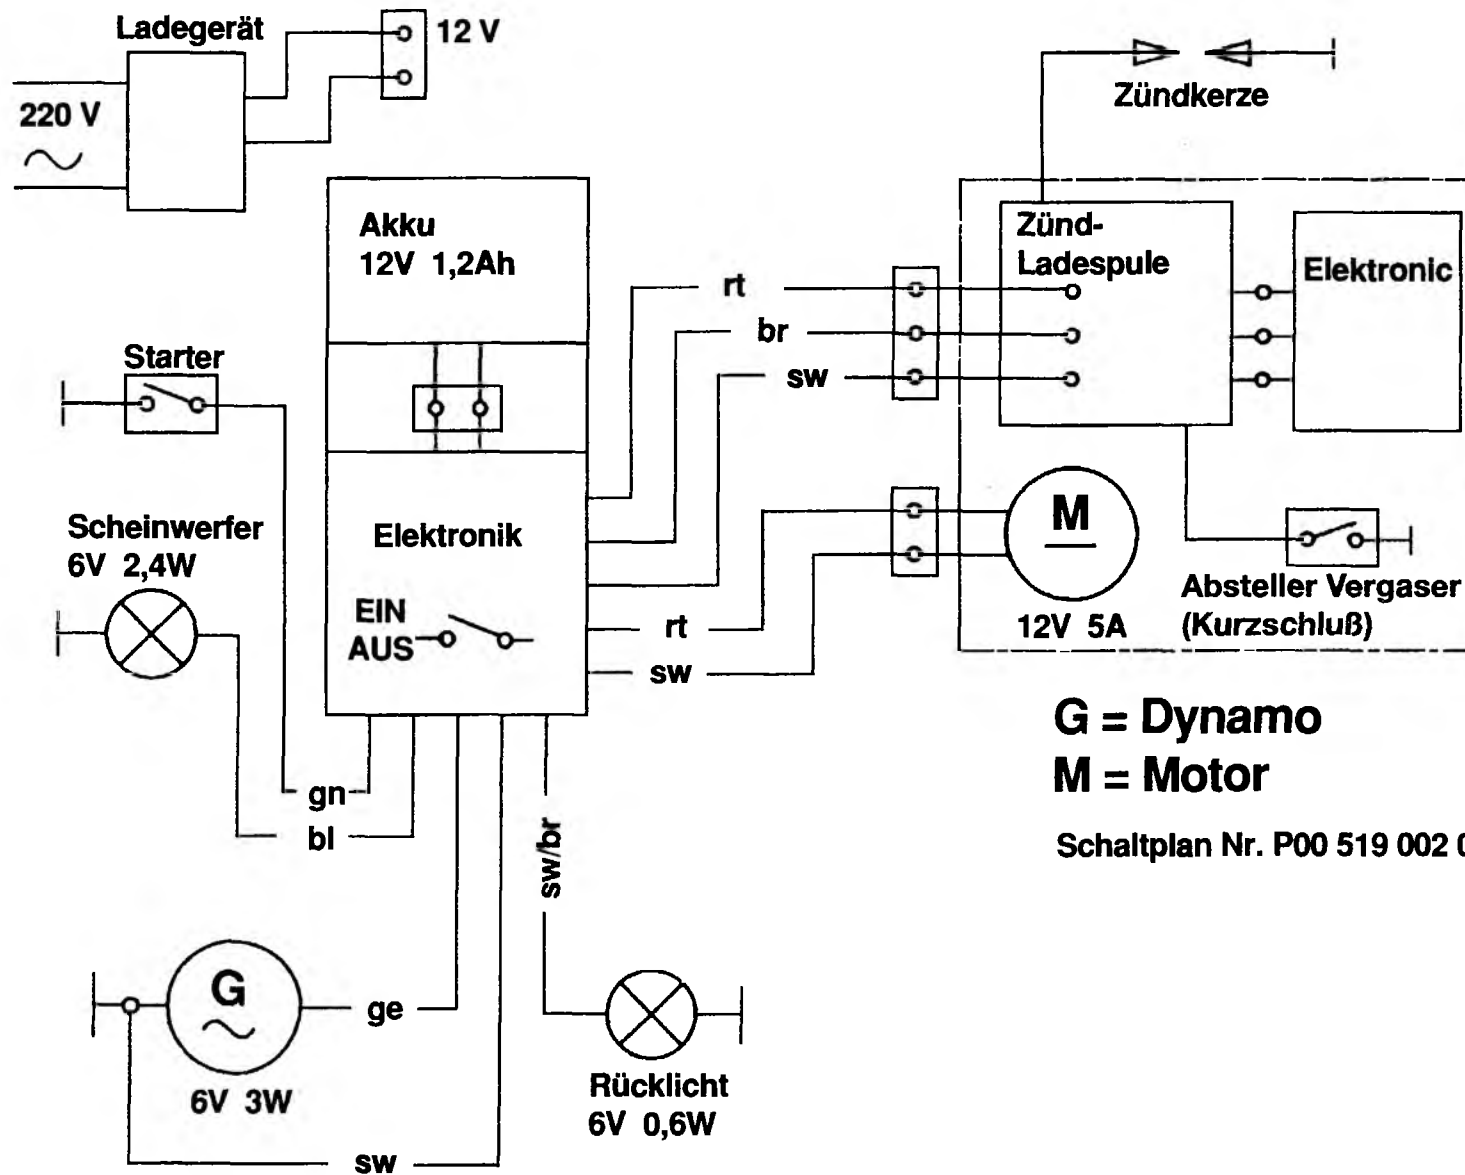 Ladegerät
12 V
220 V
Zündkerze
Akku
12V 1,2Ah
Zünd-
Ladespule
Elektronic
rt
br
sw
Starter
Scheinwerfer
6V 2,4W
Elektronik
EIN
AUS
rt
sw
M
12V 5A
Absteller Vergaser
(Kurzschluß)
G = Dynamo
M = Motor
Schaltplan Nr. P00 519 002
gn
bl
sw/br
G
ge
6V 3W
Rücklicht
6V 0,6W
sw